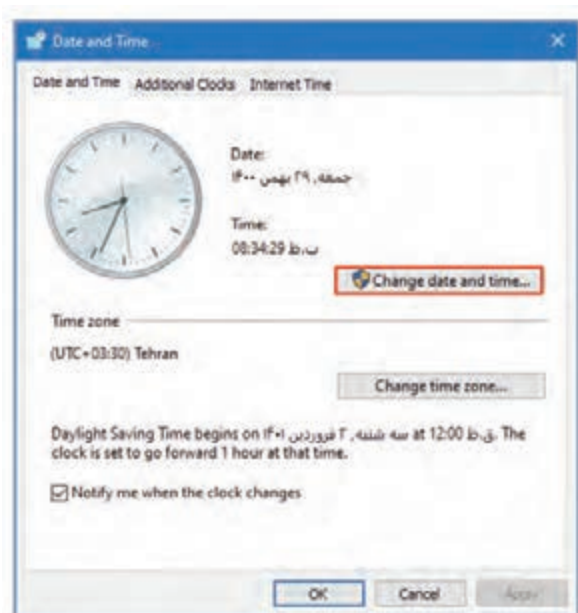 Date and Time
Date and Time Additional Clocks Internet Time
Date:
جمعه, ۲۹ بهمن ۱۴۰۰
Time:
08:34:29 ب.ظ
Change date and time...
Time zone
(UTC+03:30) Tehran
Change time zone...
Daylight Saving Time begins on سه شنبه, ۲ فروردین ۱۴۰۱ at 12:00 ق.ظ. The
clock is set to go forward 1 hour at that time.
Notify me when the clock changes
OK Cancel Apply